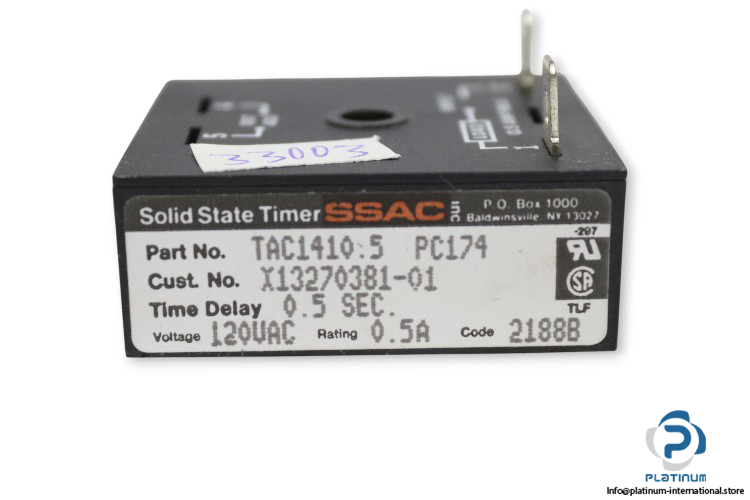 33003
Solid State Timer SSAC inc P.O. Box 1000
Baldwinsville, NY 13027
-297
Part No. TAC1410.5 PC174
Cust. No. X13270381-01
Time Delay 0.5 SEC.
TLF
Voltage 120VAC Rating 0.5A Code 2188B
PLATINUM
Info@platinum-international.store